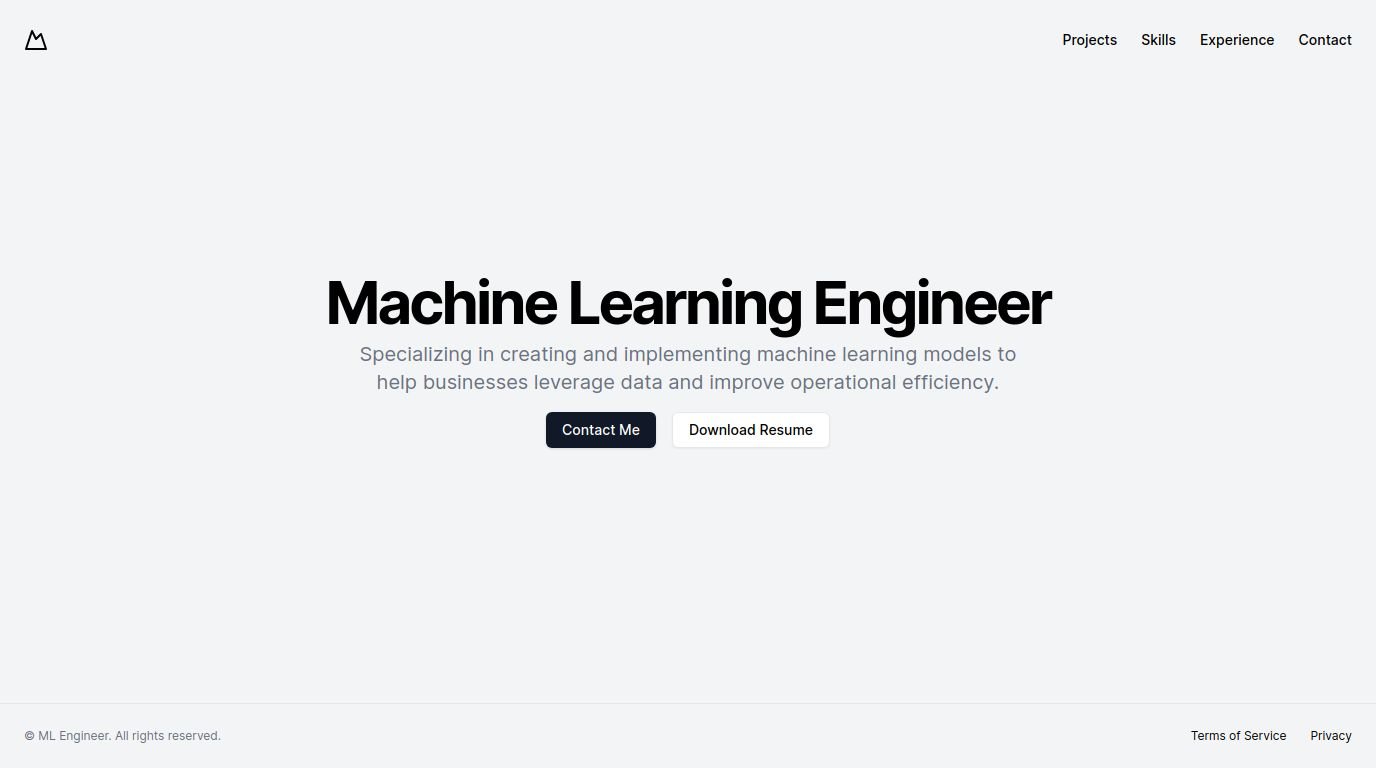 Projects Skills Experience Contact
Machine Learning Engineer
Specializing in creating and implementing machine learning models to
help businesses leverage data and improve operational efficiency.
Contact Me Download Resume
© ML Engineer. All rights reserved. Terms of Service Privacy